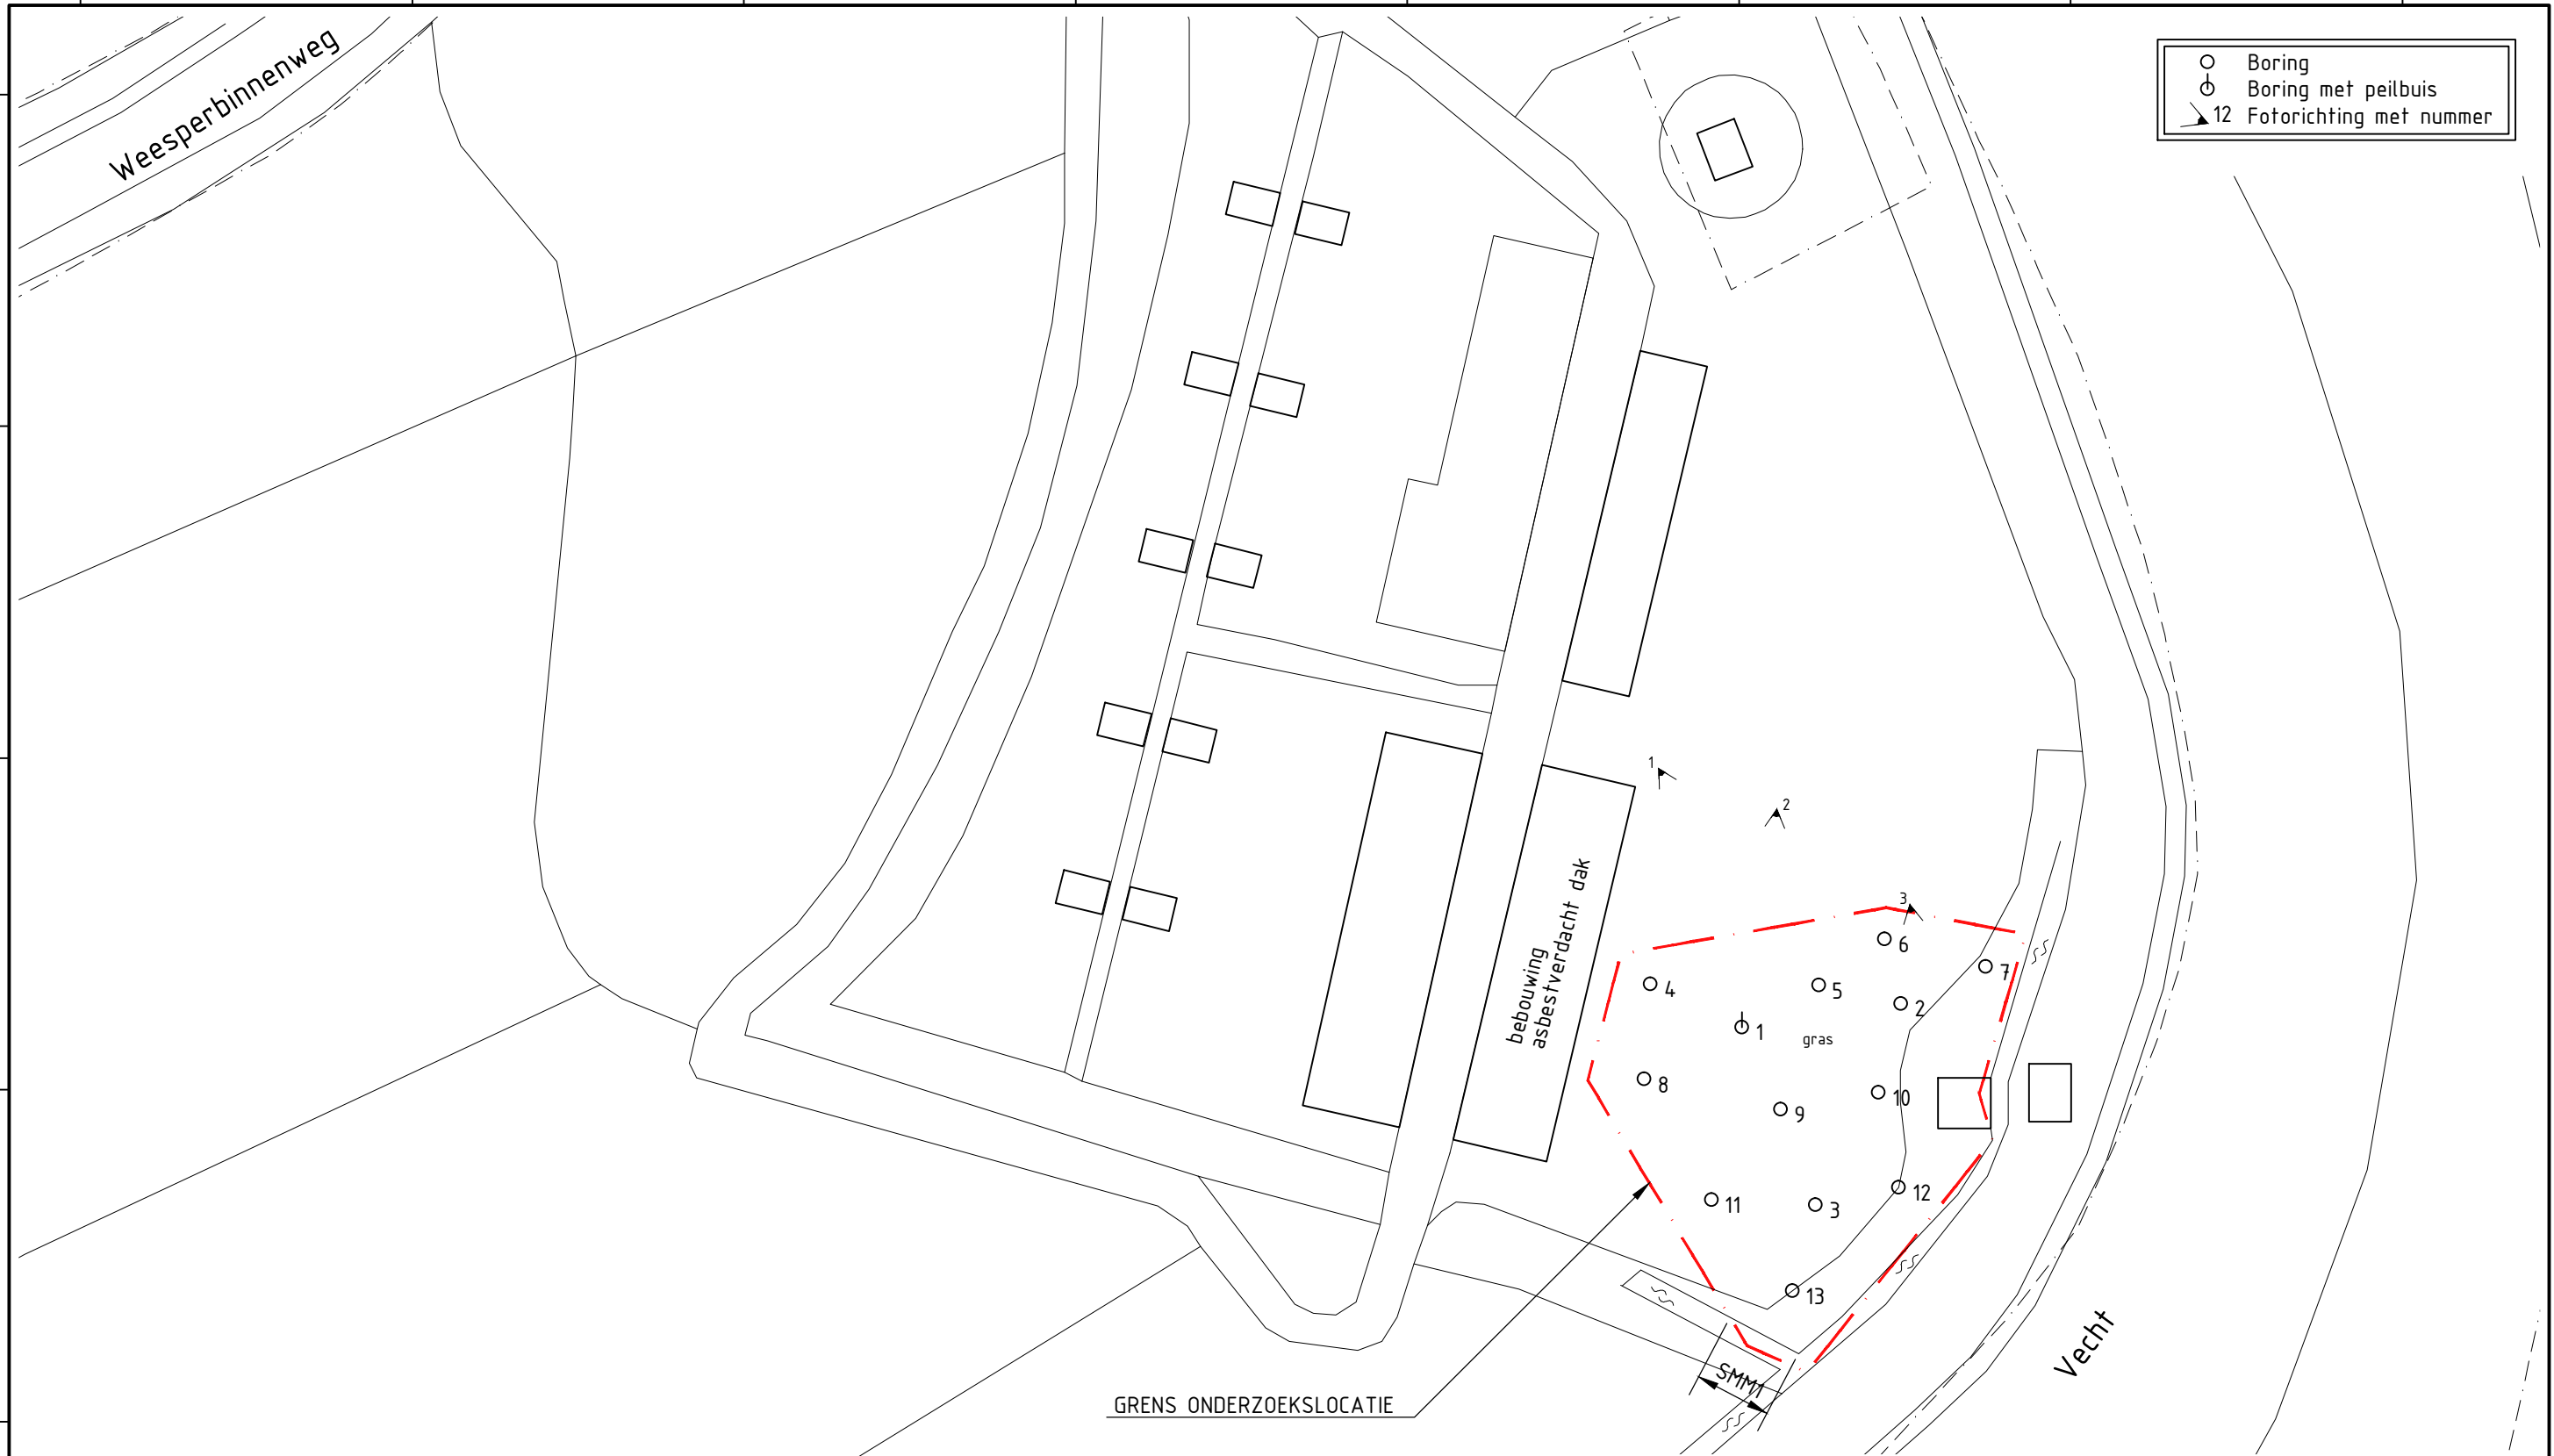 Weesperbinnenweg
Boring
Boring met peilbuis
12 Fotorichting met nummer
1
2
3
6
7
4
5
2
1
gras
8
10
9
12
11
3
13
bebouwing
asbestverdacht dak
SMM1
GRENS ONDERZOEKSLOCATIE
Vecht